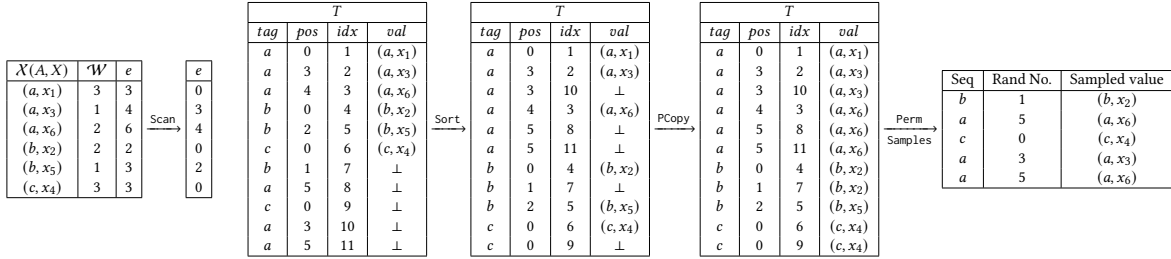 T
tag pos idx val
a 0 1 (a, x₁)
a 3 2 (a, x₃)
a 4 3 (a, x₆)
b 0 4 (b, x₂)
b 2 5 (b, x₅)
c 0 6 (c, x₄)
b 1 7 ⊥
a 5 8 ⊥
c 0 9 ⊥
a 3 10 ⊥
a 5 11 ⊥
T
tag pos idx val
a 0 1 (a, x₁)
a 3 2 (a, x₃)
a 3 10 ⊥
a 4 3 (a, x₆)
a 5 8 ⊥
a 5 11 ⊥
b 0 4 (b, x₂)
b 1 7 ⊥
b 2 5 (b, x₅)
c 0 6 (c, x₄)
c 0 9 ⊥
T
tag pos idx val
a 0 1 (a, x₁)
a 3 2 (a, x₃)
a 3 10 (a, x₃)
a 4 3 (a, x₆)
a 5 8 (a, x₆)
a 5 11 (a, x₆)
b 0 4 (b, x₂)
b 1 7 (b, x₂)
b 2 5 (b, x₅)
c 0 6 (c, x₄)
c 0 9 (c, x₄)
X(A, X) W e
(a, x₁) 3 3
(a, x₃) 1 4
(a, x₆) 2 6
(b, x₂) 2 2
(b, x₅) 1 3
(c, x₄) 3 3
Scan
e
0
3
4
0
2
0
Sort
PCopy
Perm
Samples
Seq Rand No. Sampled value
b 1 (b, x₂)
a 5 (a, x₆)
c 0 (c, x₄)
a 3 (a, x₃)
a 5 (a, x₆)